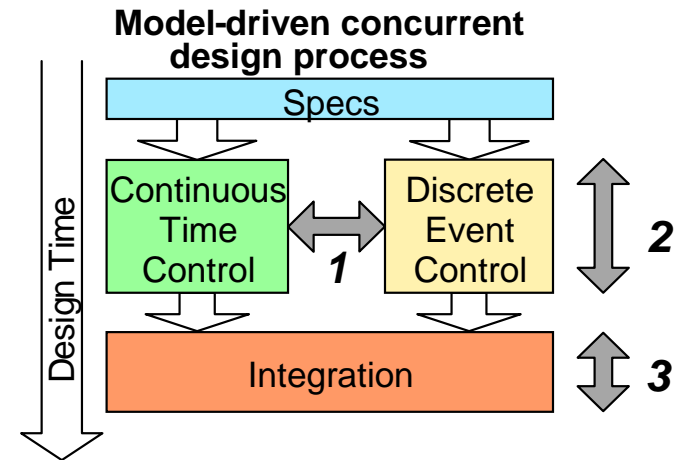 Model-driven concurrent
design process
Specs
Continuous
Time
Control
1
Discrete
Event
Control
2
Design Time
Integration
3